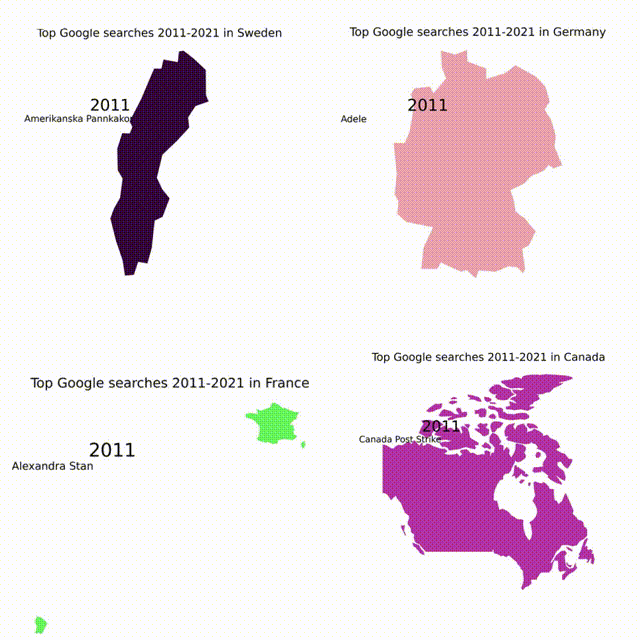 Top Google searches 2011-2021 in Sweden
2011
Amerikanska Pannkakor
Top Google searches 2011-2021 in Germany
2011
Adele
Top Google searches 2011-2021 in France
2011
Alexandra Stan
Top Google searches 2011-2021 in Canada
2011
Canada Post Strike